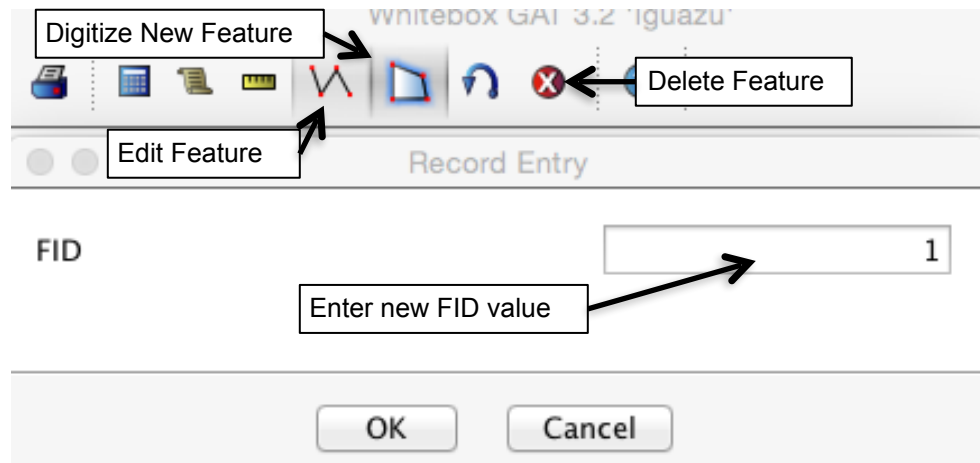 Whitebox GAT 3.2 'Iguazu'
Digitize New Feature
Delete Feature
Edit Feature
Record Entry
FID
1
Enter new FID value
OK
Cancel